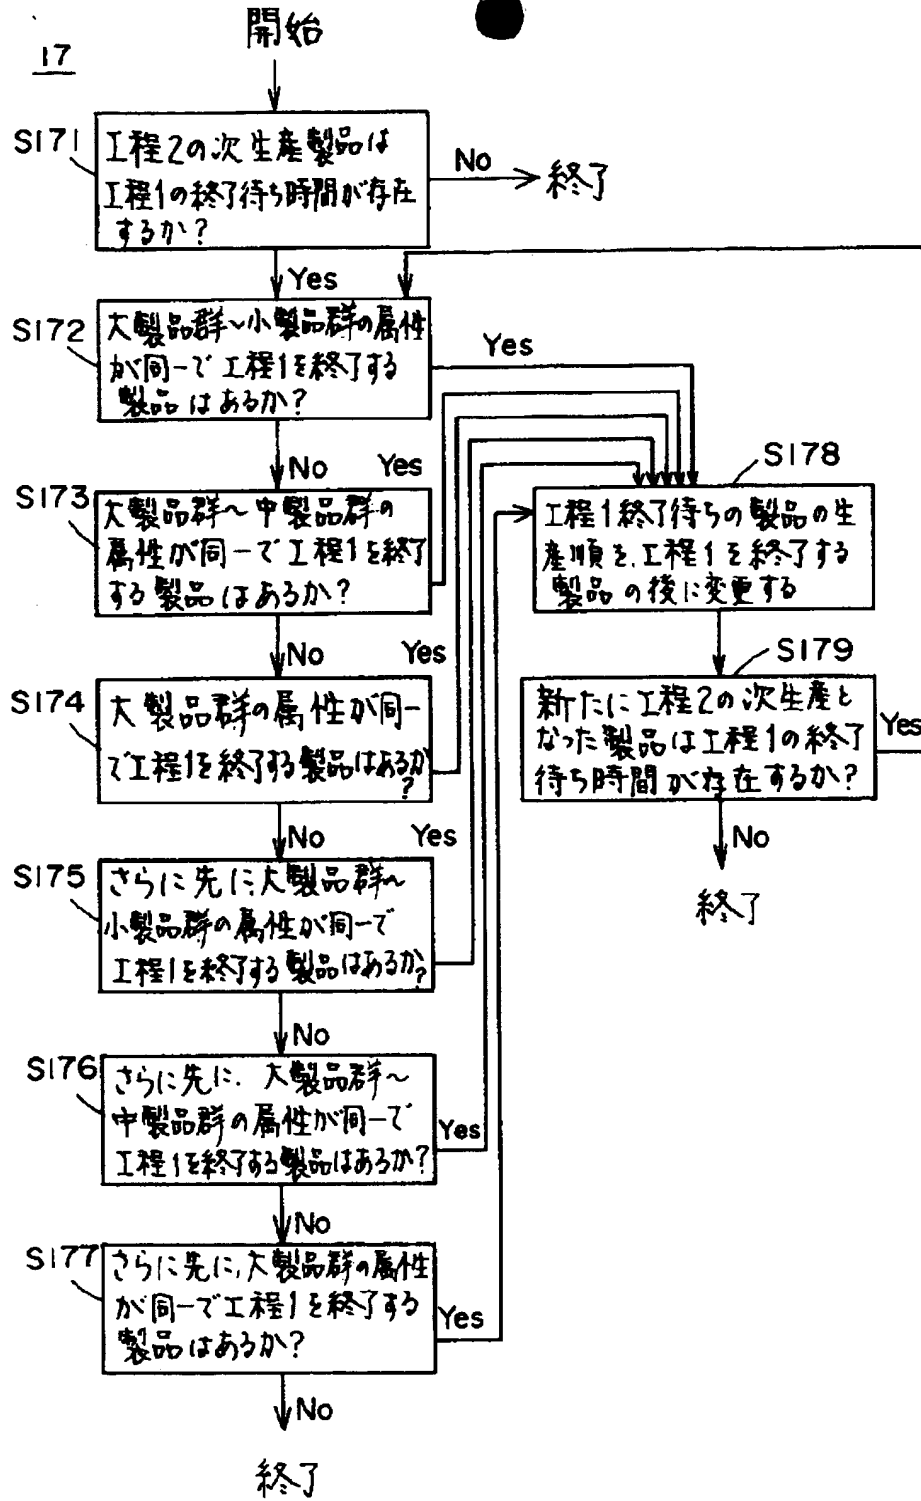 17
開始
S171
工程2の次生産製品は
工程1の終了待ち時間が存在
するか?
No
終了
Yes
S172
大製品群~小製品群の属性
が同一で工程1を終了する
製品はあるか?
Yes
No
S173
大製品群~中製品群の
属性が同一で工程1を終了
する製品はあるか?
Yes
No
S174
大製品群の属性が同一
で工程1を終了する製品はあるか
?
Yes
No
S175
さらに先に、大製品群~
小製品群の属性が同一で
工程1を終了する製品はあるか?
Yes
No
S176
さらに先に、大製品群~
中製品群の属性が同一で
工程1を終了する製品はあるか?
Yes
No
S177
さらに先に、大製品群の属性
が同一で工程1を終了する
製品はあるか?
Yes
No
終了
S178
工程1終了待ちの製品の生
産順を、工程1を終了する
製品の後に変更する
S179
新たに工程2の次生産と
なった製品は工程1の終了
待ち時間が存在するか?
Yes
No
終了